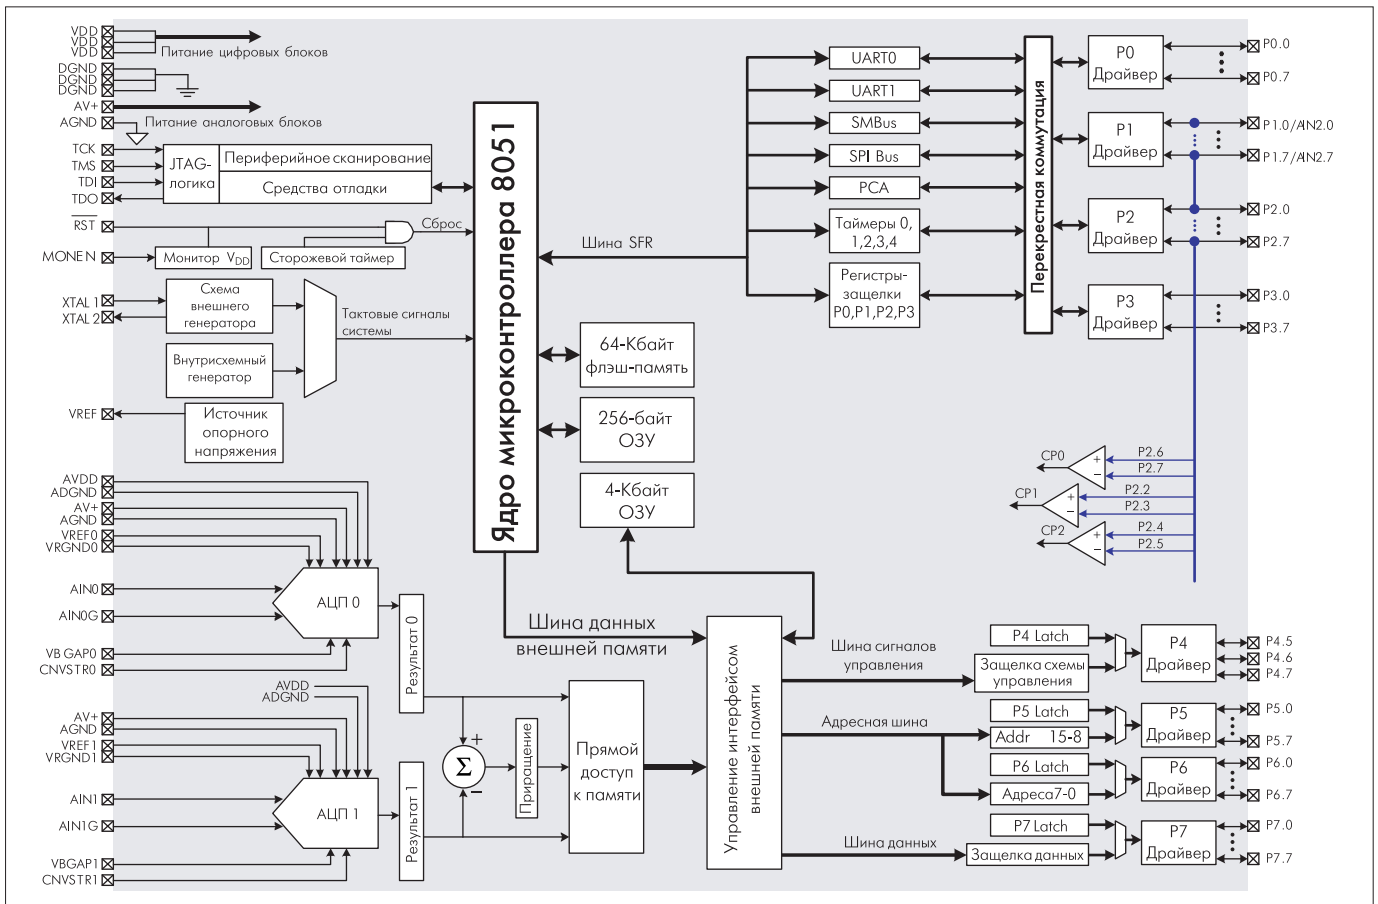 VDD
VDD
VDD
Питание цифровых блоков
DGND
DGND
DGND
AV+
Питание аналоговых блоков
AGND
TCK
TMS
TDI
TDO
JTAG-
логика
Периферийное сканирование
Средства отладки
RST
Сброс
MONEN
Монитор VDD
Сторожевой таймер
XTAL1
XTAL2
Схема
внешнего
генератора
Внутрисхемный
генератор
Тактовые сигналы
системы
VREF
Источник
опорного
напряжения
Ядро микроконтроллера 8051
Шина SFR
64-Кбайт
флэш-память
256-байт
ОЗУ
4-Кбайт
ОЗУ
UART0
UART1
SMBus
SPI Bus
PCA
Таймеры 0,
1,2,3,4
Регистры-
защелки
P0,P1,P2,P3
Перекрестная коммутация
P0
Драйвер
P1
Драйвер
P2
Драйвер
P3
Драйвер
P0.0
P0.7
P1.0/AIN2.0
P1.7/AIN2.7
P2.0
P2.7
P3.0
P3.7
CP0
+
−
P2.6
P2.7
CP1
+
−
P2.2
P2.3
CP2
+
−
P2.4
P2.5
AVDD
ADGND
AV+
AGND
VREF0
VRGND0
AIN0
AIN0G
VBGAP0
CNVSTR0
АЦП 0
Результат 0
AVDD
ADGND
AV+
AGND
VREF1
VRGND1
AIN1
AIN1G
VBGAP1
CNVSTR1
АЦП 1
Результат 1
+
Σ
−
Приращение
Прямой
доступ
к памяти
Шина данных
внешней памяти
Управление интерфейсом
внешней памяти
Шина сигналов
управления
Адресная шина
Шина данных
P4 Latch
Защелка схемы
управления
P5 Latch
Addr 15-8
P6 Latch
Адреса7-0
P7 Latch
Защелка данных
P4
Драйвер
P5
Драйвер
P6
Драйвер
P7
Драйвер
P4.5
P4.6
P4.7
P5.0
P5.7
P6.0
P6.7
P7.0
P7.7